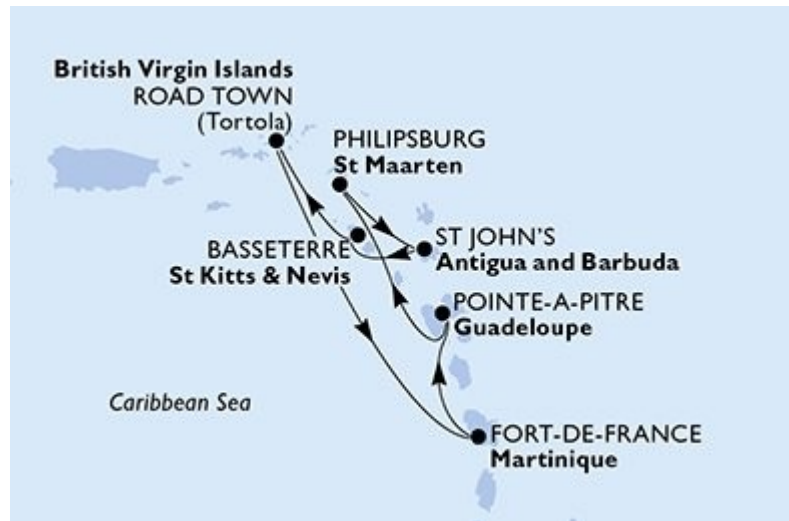 British Virgin Islands
ROAD TOWN
(Tortola)
PHILIPSBURG
St Maarten
BASSETERRE
St Kitts & Nevis
ST JOHN'S
Antigua and Barbuda
POINTE-A-PITRE
Guadeloupe
Caribbean Sea
FORT-DE-FRANCE
Martinique